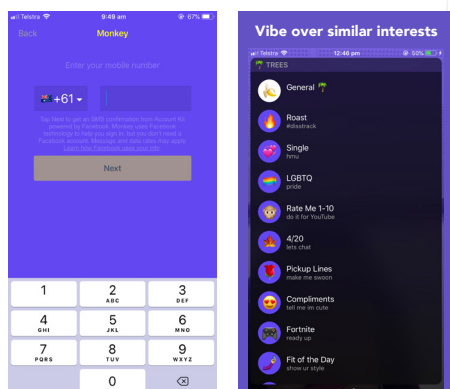 Telstra 9:49 am 67%
Back Monkey
Enter your mobile number
+61
Tap Next to get an SMS confirmation from Account Kit
powered by Facebook. Monkey uses Facebook
technology to help you sign in, but you don't need a
Facebook account. Message and data rates may apply.
Learn how Facebook uses your info.
Next
1
2 ABC
3 DEF
4 GHI
5 JKL
6 MNO
7 PQRS
8 TUV
9 WXYZ
0
Vibe over similar interests
Telstra 12:46 pm 50%
TREES
General
Roast
#disstrack
Single
hmu
LGBTQ
pride
Rate Me 1-10
do it for YouTube
4/20
lets chat
Pickup Lines
make me swoon
Compliments
tell me im cute
Fortnite
ready up
Fit of the Day
show ur style